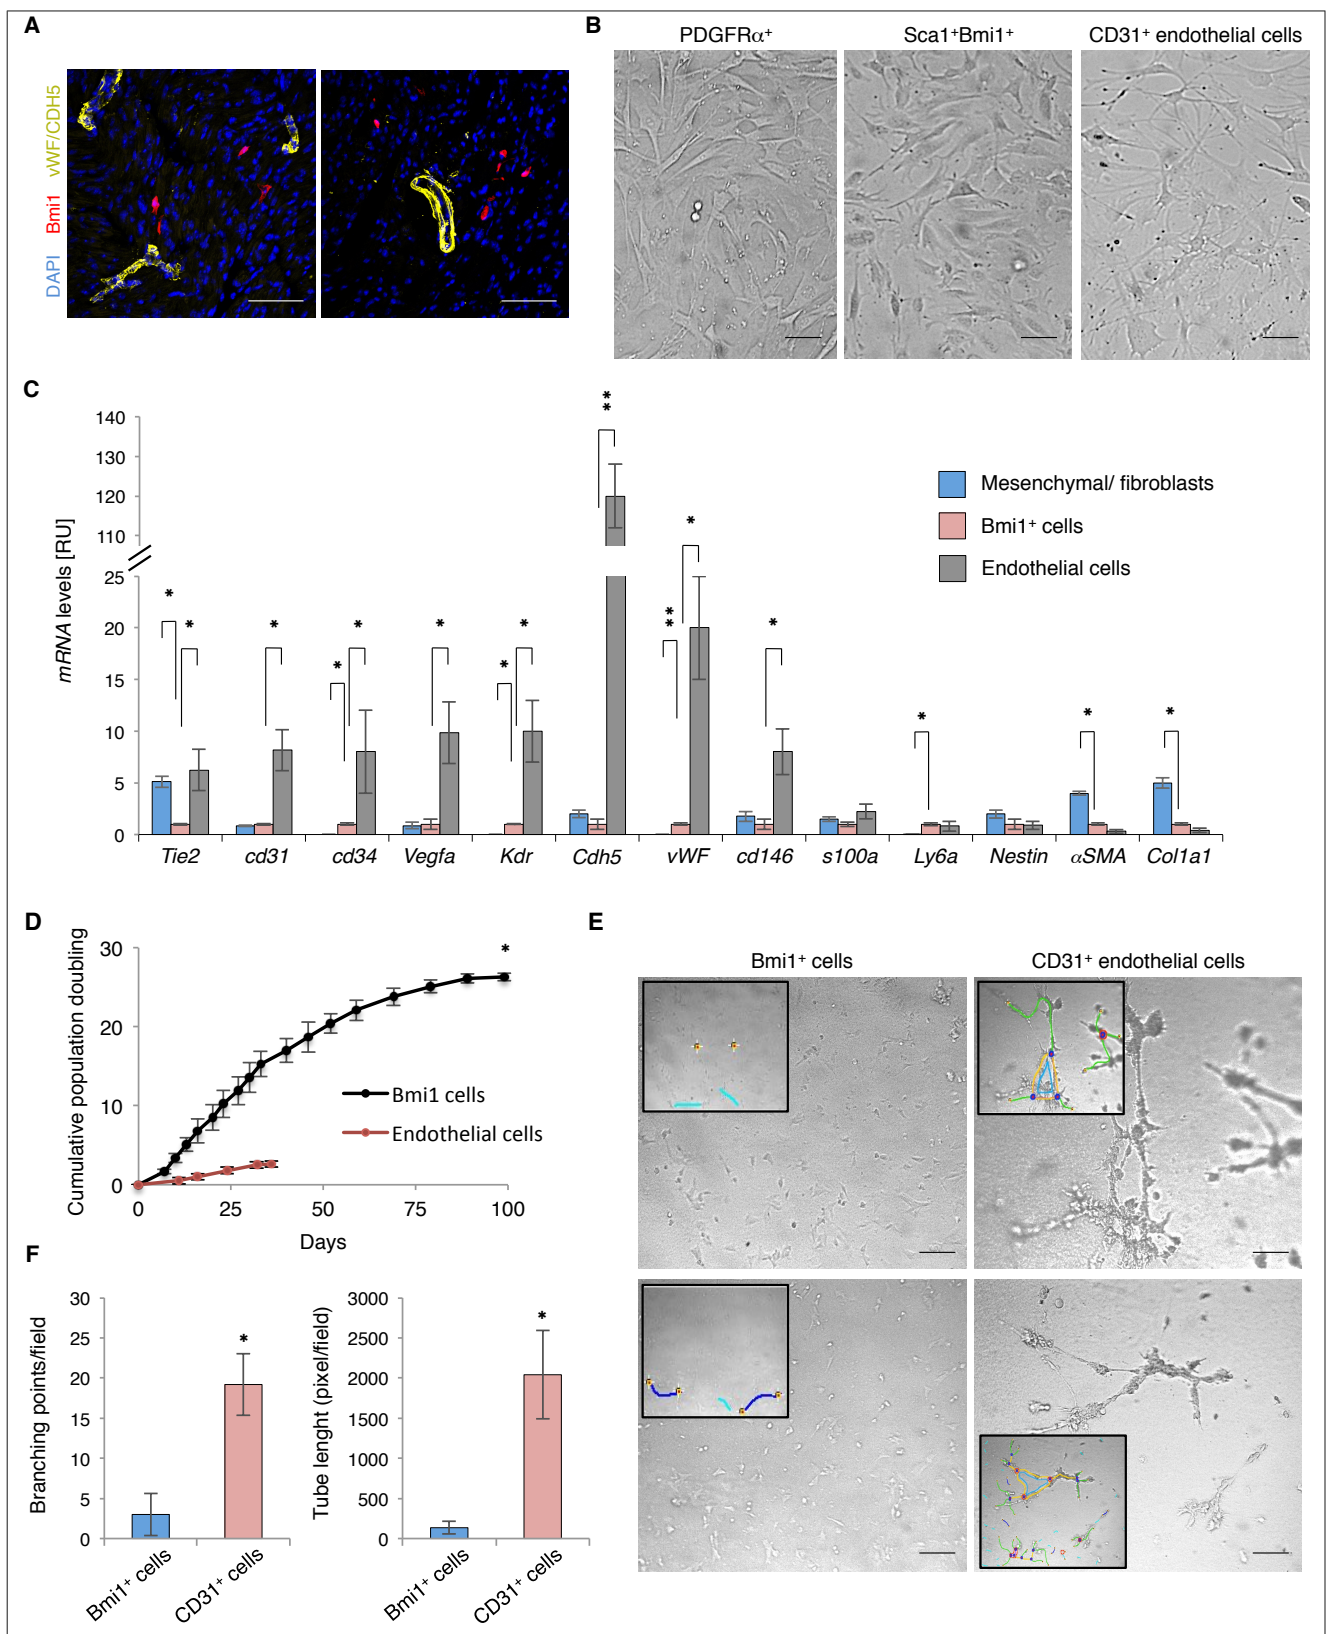 A
DAPI Bmi1 vWF/CDH5
B
PDGFRα⁺ Sca1⁺Bmi1⁺ CD31⁺ endothelial cells
C
mRNA levels [RU]
140
130
120
110
25
20
15
10
5
0
* * * * * * * * ** ** * * * * *
Mesenchymal/ fibroblasts
Bmi1⁺ cells
Endothelial cells
Tie2 cd31 cd34 Vegfa Kdr Cdh5 vWF cd146 s100a Ly6a Nestin αSMA Col1a1
D
Cumulative population doubling
30
20
10
0
*
Bmi1 cells
Endothelial cells
0 25 50 75 100
Days
E
Bmi1⁺ cells CD31⁺ endothelial cells
F
Branching points/field
30
25
20
15
10
5
0
*
Bmi1⁺ cells CD31⁺ cells
Tube lenght (pixel/field)
3000
2500
2000
1500
1000
500
0
*
Bmi1⁺ cells CD31⁺ cells